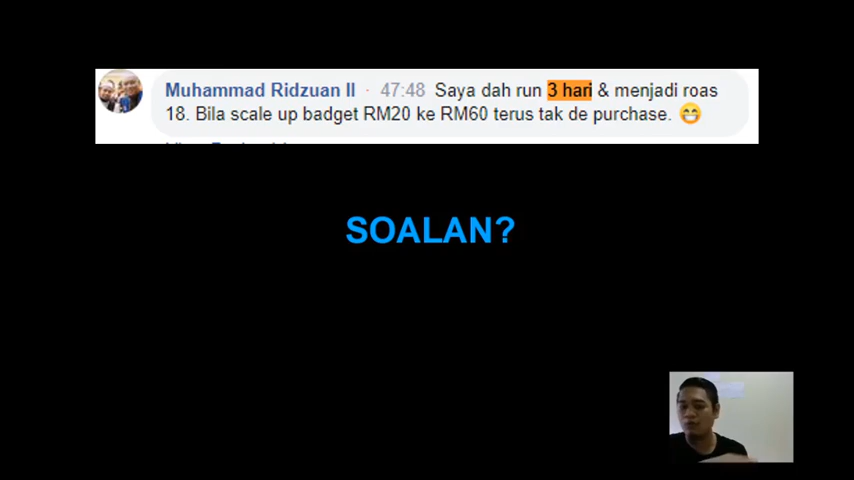 Muhammad Ridzuan II · 47:48 Saya dah run 3 hari & menjadi roas
18. Bila scale up badget RM20 ke RM60 terus tak de purchase. 😁
SOALAN?